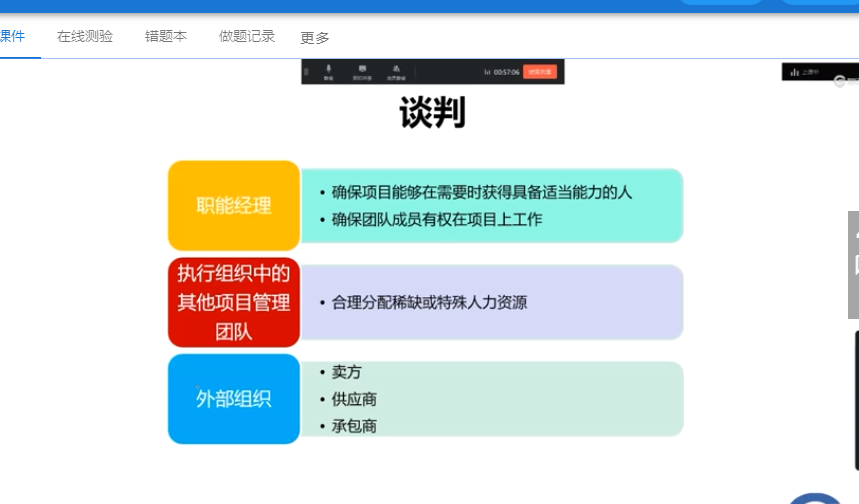 课件 在线测验 错题本 做题记录 更多
00:57:06 结束共享
谈判
职能经理
• 确保项目能够在需要时获得具备适当能力的人
• 确保团队成员有权在项目上工作
执行组织中的
其他项目管理
团队
• 合理分配稀缺或特殊人力资源
外部组织
• 卖方
• 供应商
• 承包商